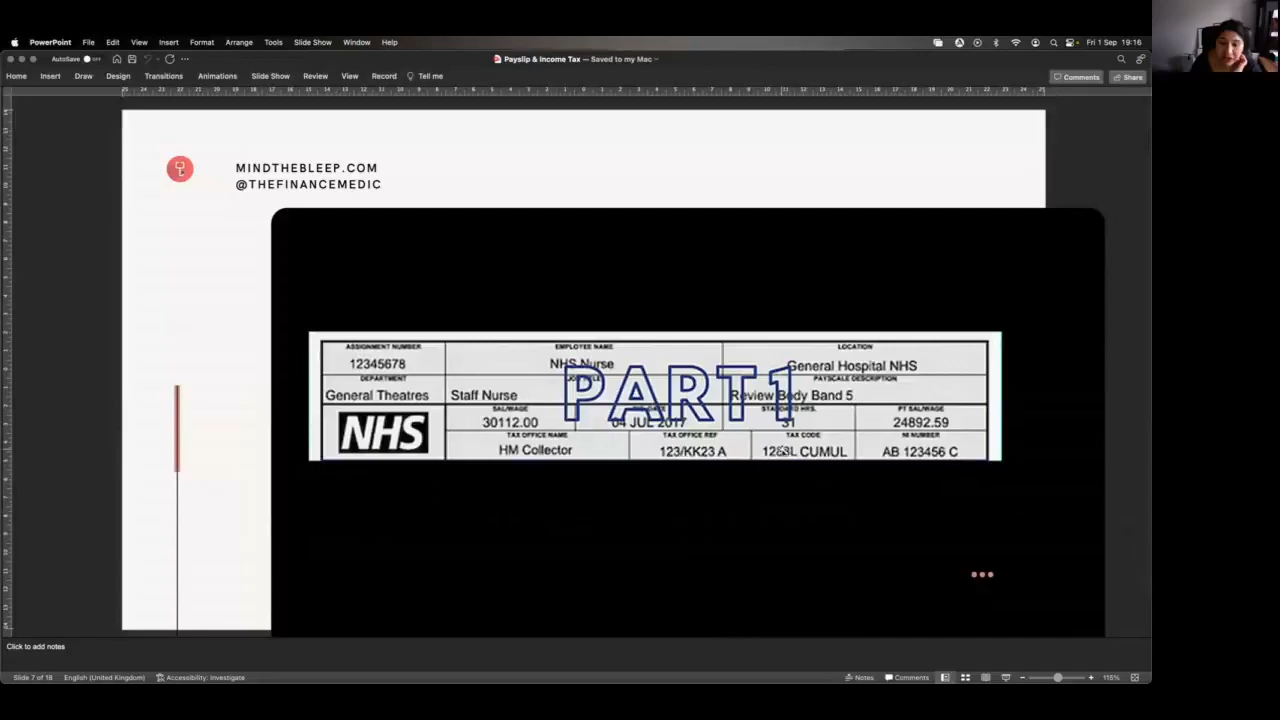 PowerPoint File Edit View Insert Format Arrange Tools Slide Show Window Help Fri 1 Sep 19:16
AutoSave OFF Payslip & Income Tax — Saved to my Mac
Home Insert Draw Design Transitions Animations Slide Show Review View Record Tell me Comments Share
MINDTHEBLEEP.COM
@THEFINANCEMEDIC
ASSIGNMENT NUMBER EMPLOYEE NAME LOCATION
12345678 NHS Nurse General Hospital NHS
DEPARTMENT PAYSCALE DESCRIPTION
PART 1
General Theatres Staff Nurse Review Body Band 5
SAL/WAGE STANDARD HRS. PT SAL/WAGE
NHS 30112.00 04 JUL 2017 31 24892.59
TAX OFFICE NAME TAX OFFICE REF TAX CODE NI NUMBER
HM Collector 123/KK23 A CUMUL AB 123456 C
Click to add notes
Slide 7 of 18 English (United Kingdom) Accessibility: Investigate Notes Comments 115%